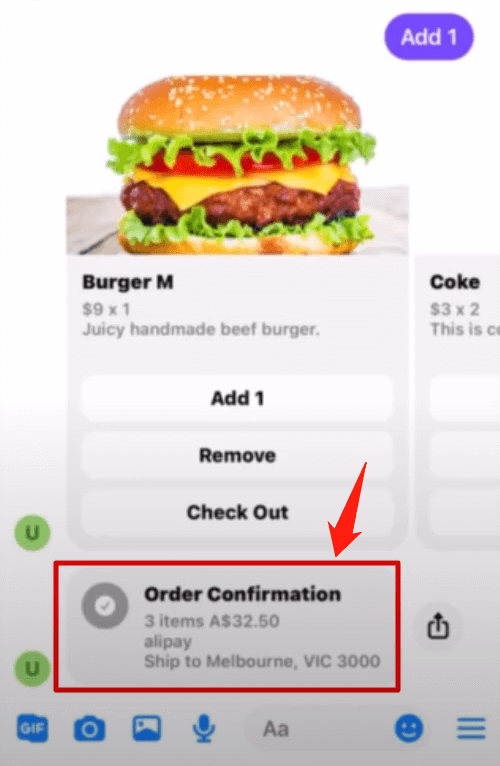 Add 1
Burger M
$9 x 1
Juicy handmade beef burger.
Add 1
Remove
Check Out
Coke
$3 x 2
This is
U
Order Confirmation
3 items A$32.50
alipay
Ship to Melbourne, VIC 3000
U
GIF
Aa